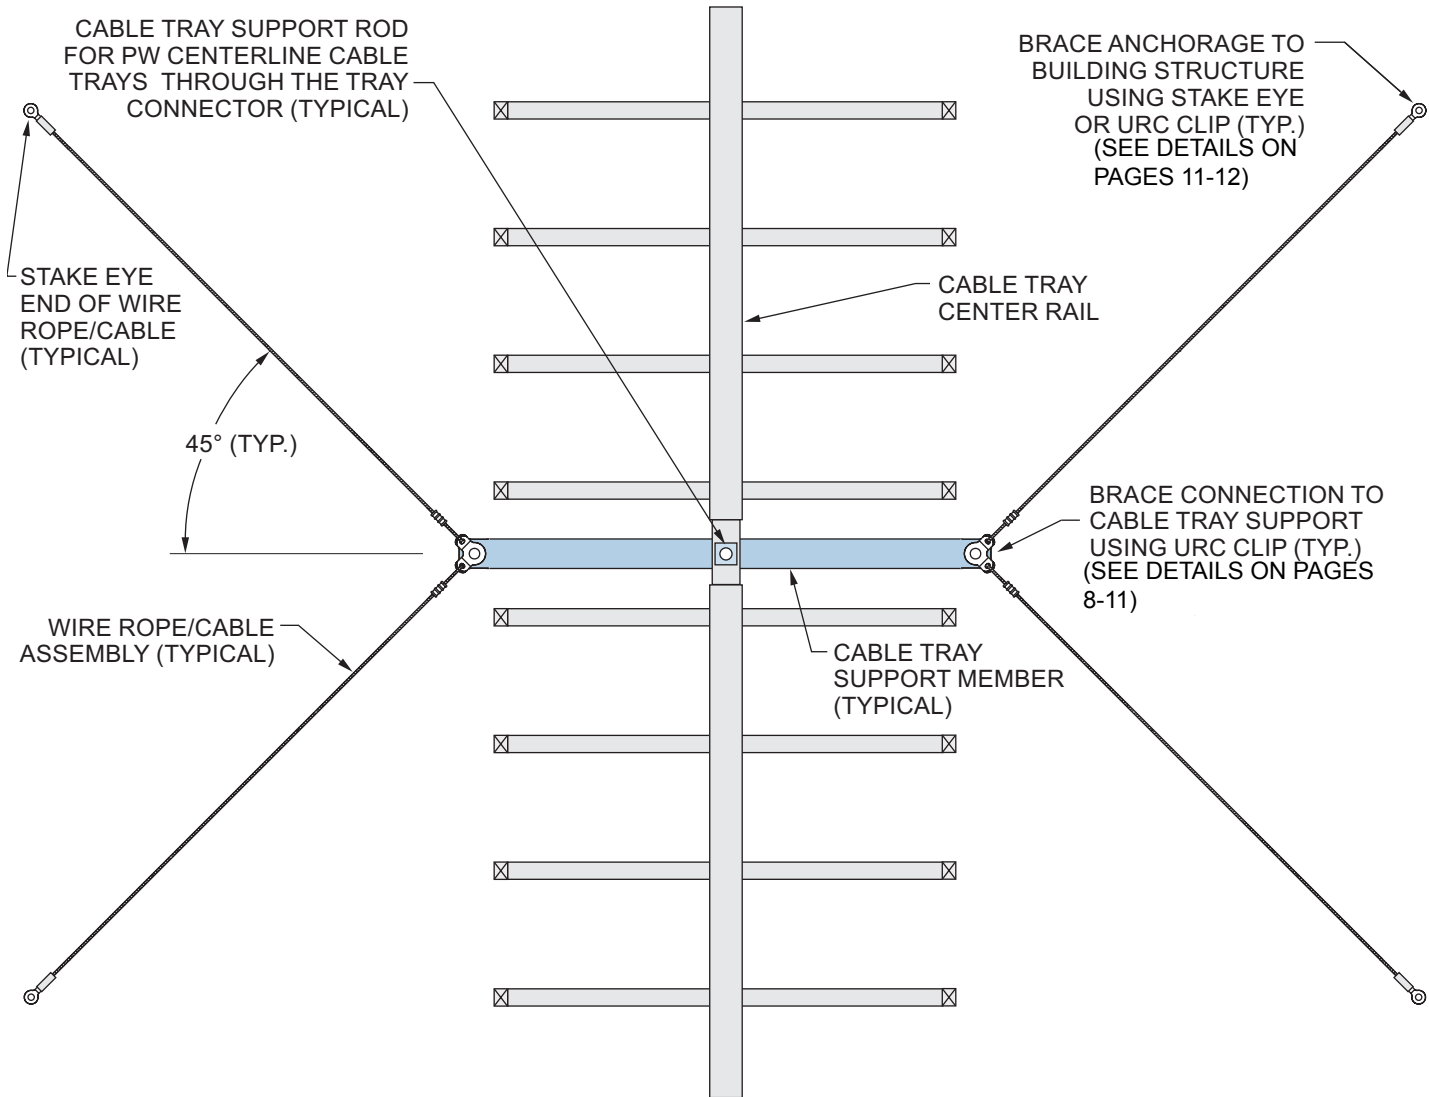 CABLE TRAY SUPPORT ROD
FOR PW CENTERLINE CABLE
TRAYS THROUGH THE TRAY
CONNECTOR (TYPICAL)
BRACE ANCHORAGE TO
BUILDING STRUCTURE
USING STAKE EYE
OR URC CLIP (TYP.)
(SEE DETAILS ON
PAGES 11-12)
STAKE EYE
END OF WIRE
ROPE/CABLE
(TYPICAL)
CABLE TRAY
CENTER RAIL
45° (TYP.)
BRACE CONNECTION TO
CABLE TRAY SUPPORT
USING URC CLIP (TYP.)
(SEE DETAILS ON PAGES
8-11)
WIRE ROPE/CABLE
ASSEMBLY (TYPICAL)
CABLE TRAY
SUPPORT MEMBER
(TYPICAL)